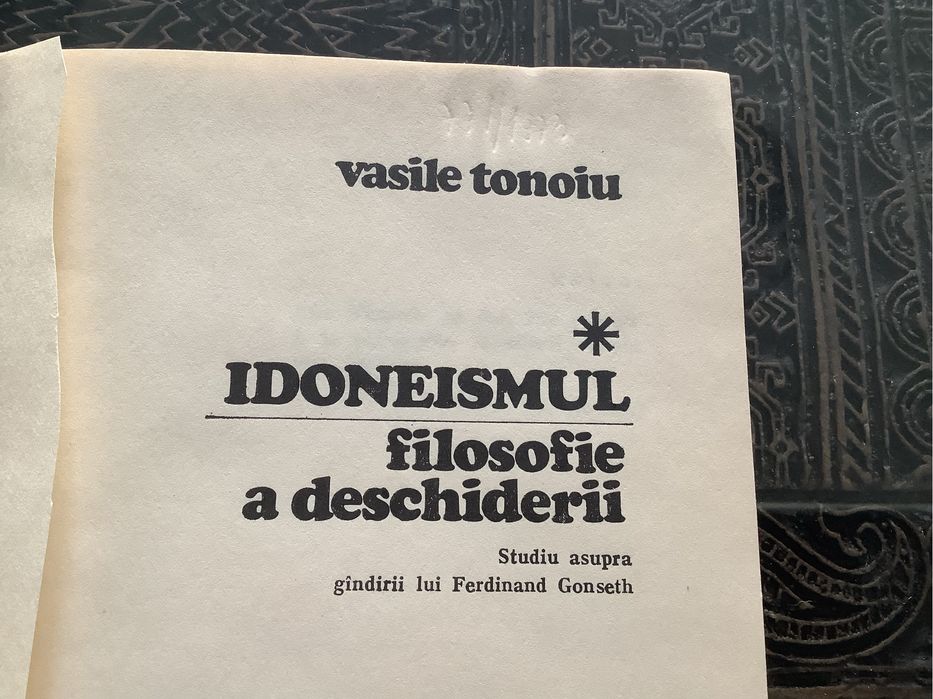 vasile tonoiu
*
IDONEISMUL
filosofie
a deschiderii
Studiu asupra
gîndirii lui Ferdinand Gonseth